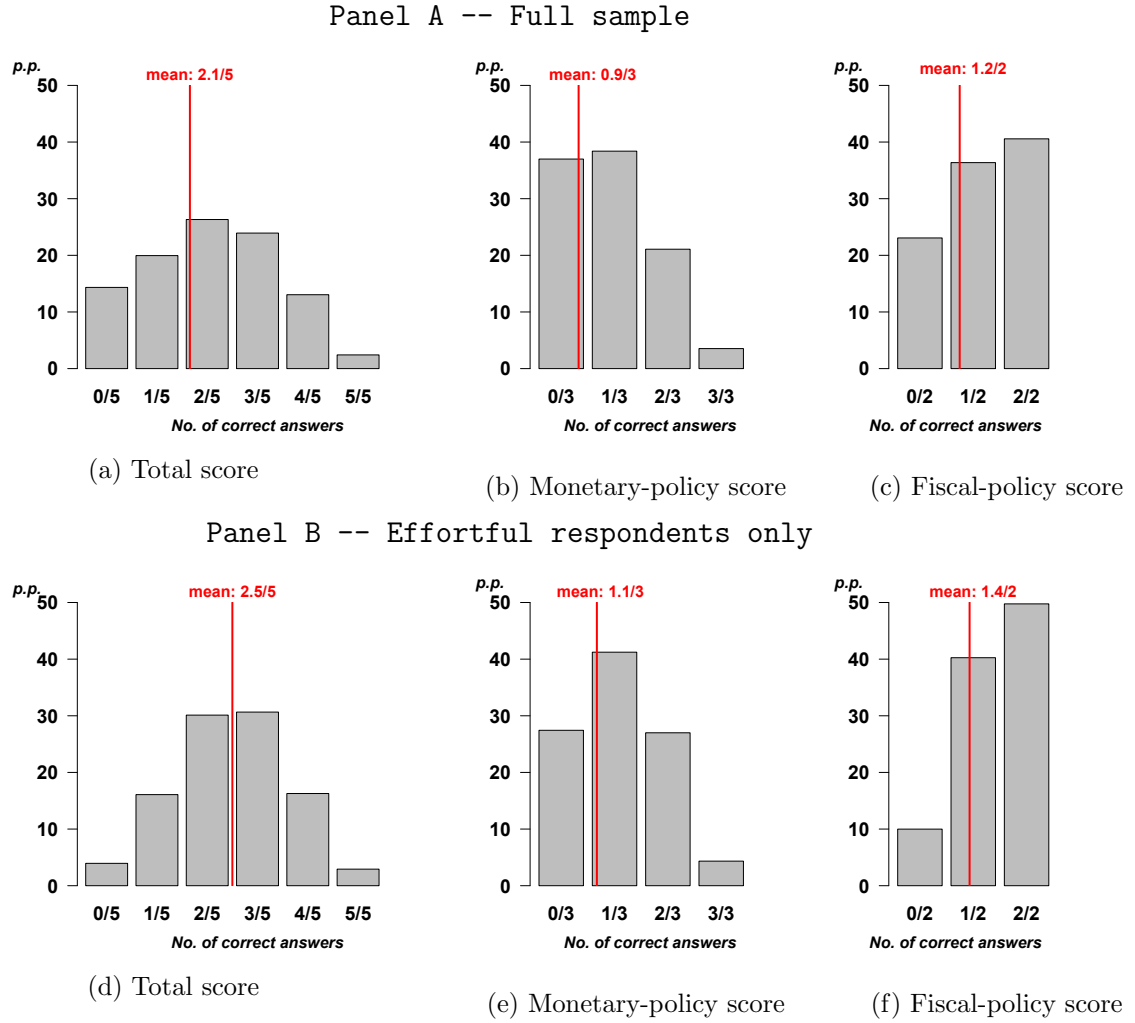 Panel A -- Full sample
p.p.
mean: 2.1/5
50
40
30
20
10
0
0/5 1/5 2/5 3/5 4/5 5/5
No. of correct answers
(a) Total score
p.p.
mean: 0.9/3
50
40
30
20
10
0
0/3 1/3 2/3 3/3
No. of correct answers
(b) Monetary-policy score
p.p.
mean: 1.2/2
50
40
30
20
10
0
0/2 1/2 2/2
No. of correct answers
(c) Fiscal-policy score
Panel B -- Effortful respondents only
p.p.
mean: 2.5/5
50
40
30
20
10
0
0/5 1/5 2/5 3/5 4/5 5/5
No. of correct answers
(d) Total score
p.p.
mean: 1.1/3
50
40
30
20
10
0
0/3 1/3 2/3 3/3
No. of correct answers
(e) Monetary-policy score
p.p.
mean: 1.4/2
50
40
30
20
10
0
0/2 1/2 2/2
No. of correct answers
(f) Fiscal-policy score